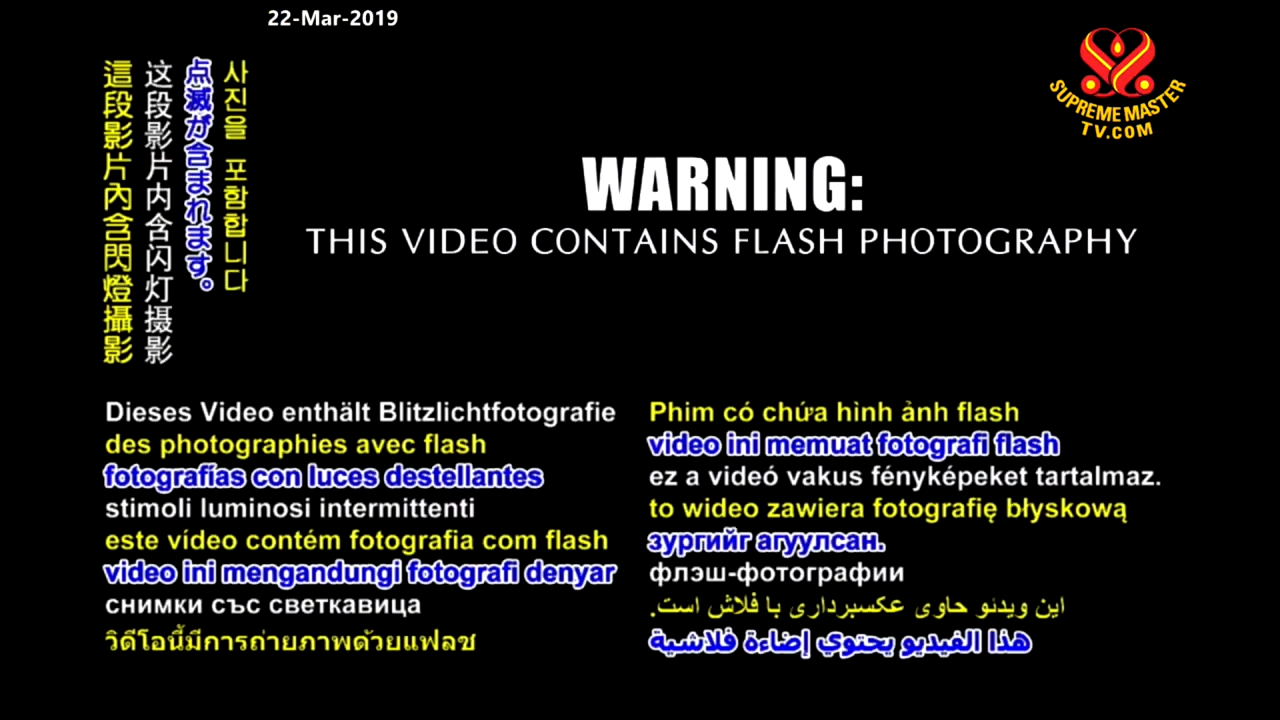 22-Mar-2019
SUPREME MASTER
TV.COM
這段影片內含閃燈攝影
这段影片内含闪灯摄影
点滅が含まれます。
사진을 포함합니다
WARNING:
THIS VIDEO CONTAINS FLASH PHOTOGRAPHY
Dieses Video enthält Blitzlichtfotografie
des photographies avec flash
fotografías con luces destellantes
stimoli luminosi intermittenti
este vídeo contém fotografia com flash
video ini mengandungi fotografi denyar
снимки със светкавица
วิดีโอนี้มีการถ่ายภาพด้วยแฟลช
Phim có chứa hình ảnh flash
video ini memuat fotografi flash
ez a videó vakus fényképeket tartalmaz.
to wideo zawiera fotografię błyskową
зургийг агуулсан.
флэш-фотографии
این ویدئو حاوی عکسبرداری با فلاش است.
هذا الفيديو يحتوي إضاءة فلاشية